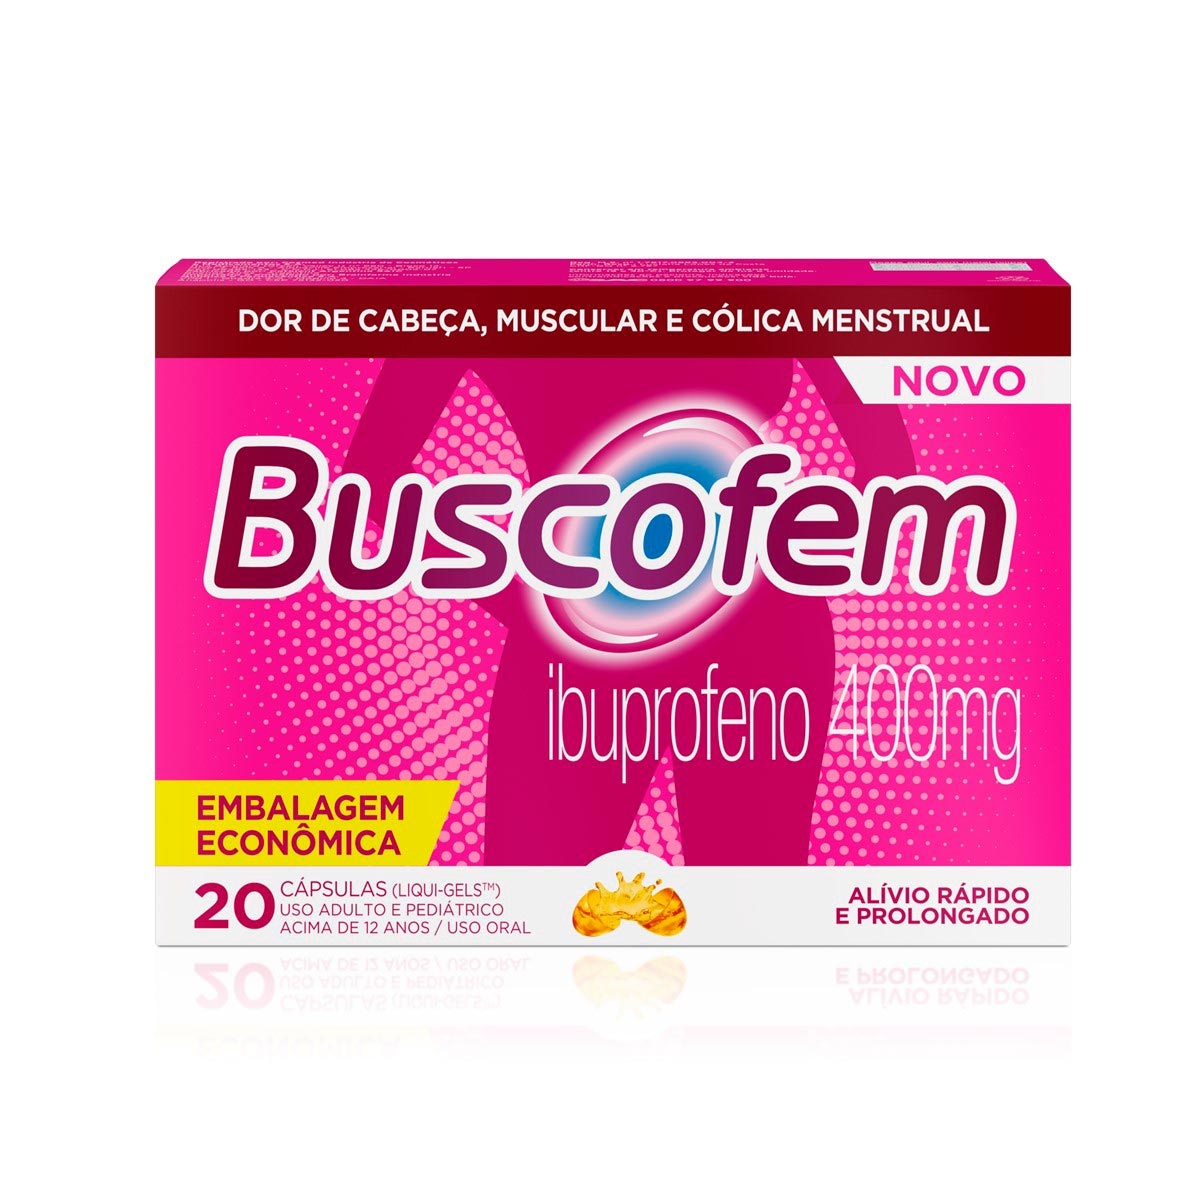 DOR DE CABEÇA, MUSCULAR E CÓLICA MENSTRUAL
NOVO
Buscofem
ibuprofeno 400mg
EMBALAGEM
ECONÔMICA
20
CÁPSULAS (LIQUI-GELS™)
USO ADULTO E PEDIÁTRICO
ACIMA DE 12 ANOS / USO ORAL
ALÍVIO RÁPIDO
E PROLONGADO